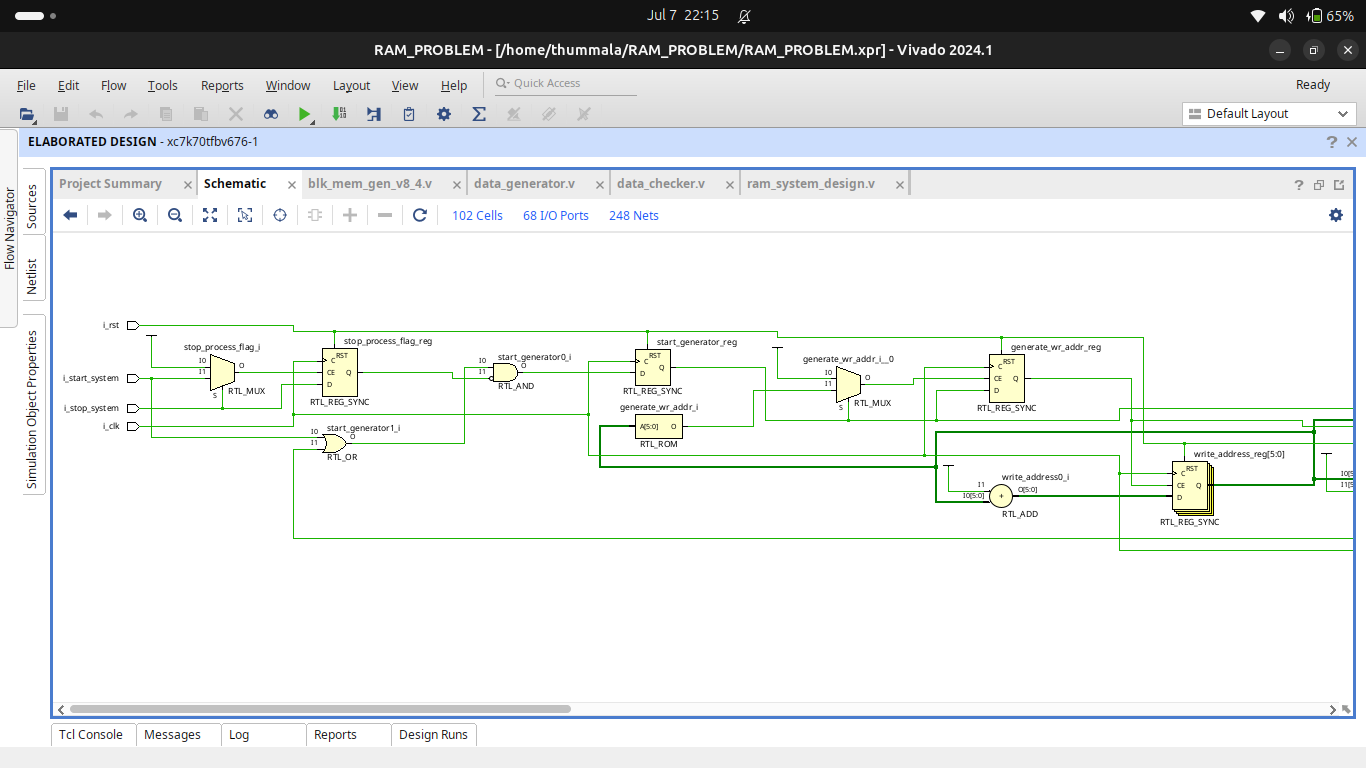 Jul 7 22:15
65%
RAM_PROBLEM - [/home/thummala/RAM_PROBLEM/RAM_PROBLEM.xpr] - Vivado 2024.1
File Edit Flow Tools Reports Window Layout View Help Quick Access Ready
Default Layout
ELABORATED DESIGN - xc7k70tfbv676-1
Flow Navigator
Sources
Netlist
Simulation Object Properties
Project Summary Schematic blk_mem_gen_v8_4.v data_generator.v data_checker.v ram_system_design.v
102 Cells 68 I/O Ports 248 Nets
i_rst
i_start_system
i_stop_system
i_clk
stop_process_flag_i
I0
I1
S
O
RTL_MUX
stop_process_flag_reg
RST
C
CE
D
Q
RTL_REG_SYNC
start_generator1_i
I0
I1
O
RTL_OR
start_generator0_i
I0
I1
O
RTL_AND
start_generator_reg
RST
C
D
Q
RTL_REG_SYNC
generate_wr_addr_i
A[5:0] O
RTL_ROM
generate_wr_addr_i__0
I0
I1
S
O
RTL_MUX
generate_wr_addr_reg
RST
C
CE
D
Q
RTL_REG_SYNC
write_address0_i
I1
I0[5:0]
+
O[5:0]
RTL_ADD
write_address_reg[5:0]
RST
C
CE
D
Q
RTL_REG_SYNC
I0[5
I1[5
Tcl Console Messages Log Reports Design Runs